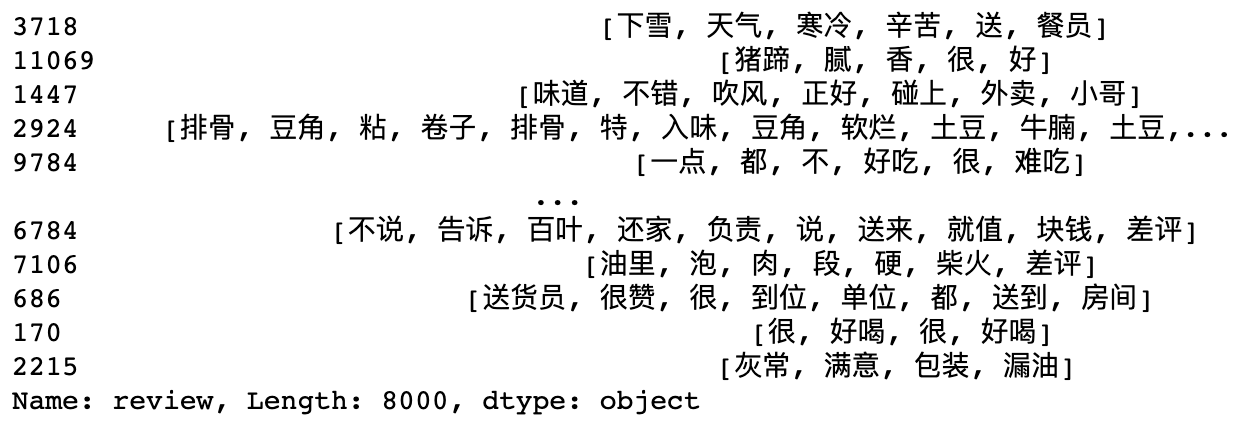 3718 [下雪, 天气, 寒冷, 辛苦, 送, 餐员]
11069 [猪蹄, 腻, 香, 很, 好]
1447 [味道, 不错, 吹风, 正好, 碰上, 外卖, 小哥]
2924 [排骨, 豆角, 粘, 卷子, 排骨, 特, 入味, 豆角, 软烂, 土豆, 牛腩, 土豆,...
9784 [一点, 都, 不, 好吃, 很, 难吃]
...
6784 [不说, 告诉, 百叶, 还家, 负责, 说, 送来, 就值, 块钱, 差评]
7106 [油里, 泡, 肉, 段, 硬, 柴火, 差评]
686 [送货员, 很赞, 很, 到位, 单位, 都, 送到, 房间]
170 [很, 好喝, 很, 好喝]
2215 [灰常, 满意, 包装, 漏油]
Name: review, Length: 8000, dtype: object